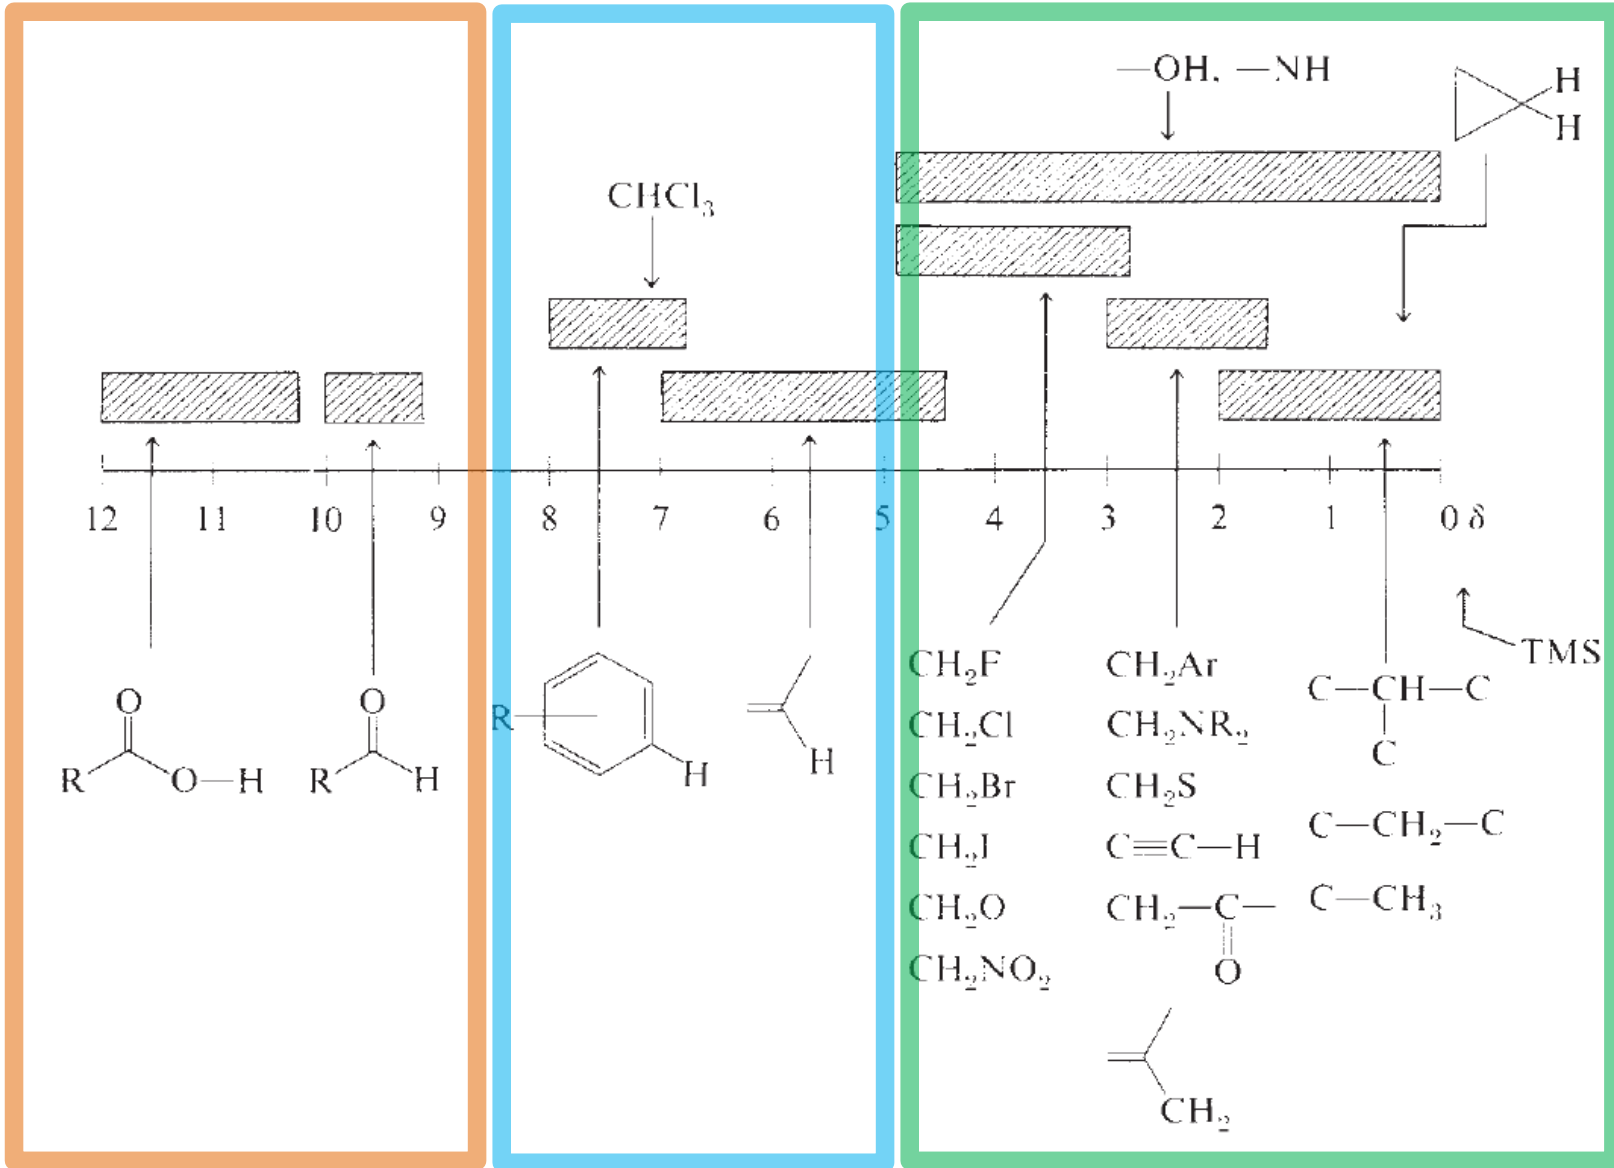 —OH, —NH
H
H
CHCl₃
12 11 10 9 8 7 6 5 4 3 2 1 0 δ
TMS
O
R O—H
O
R H
R
H
H
CH₂F
CH₂Cl
CH₂Br
CH₂I
CH₂O
CH₂NO₂
CH₂Ar
CH₂NR₂
CH₂S
C≡C—H
CH₂—C—
O
CH₂
C—CH—C
C
C—CH₂—C
C—CH₃